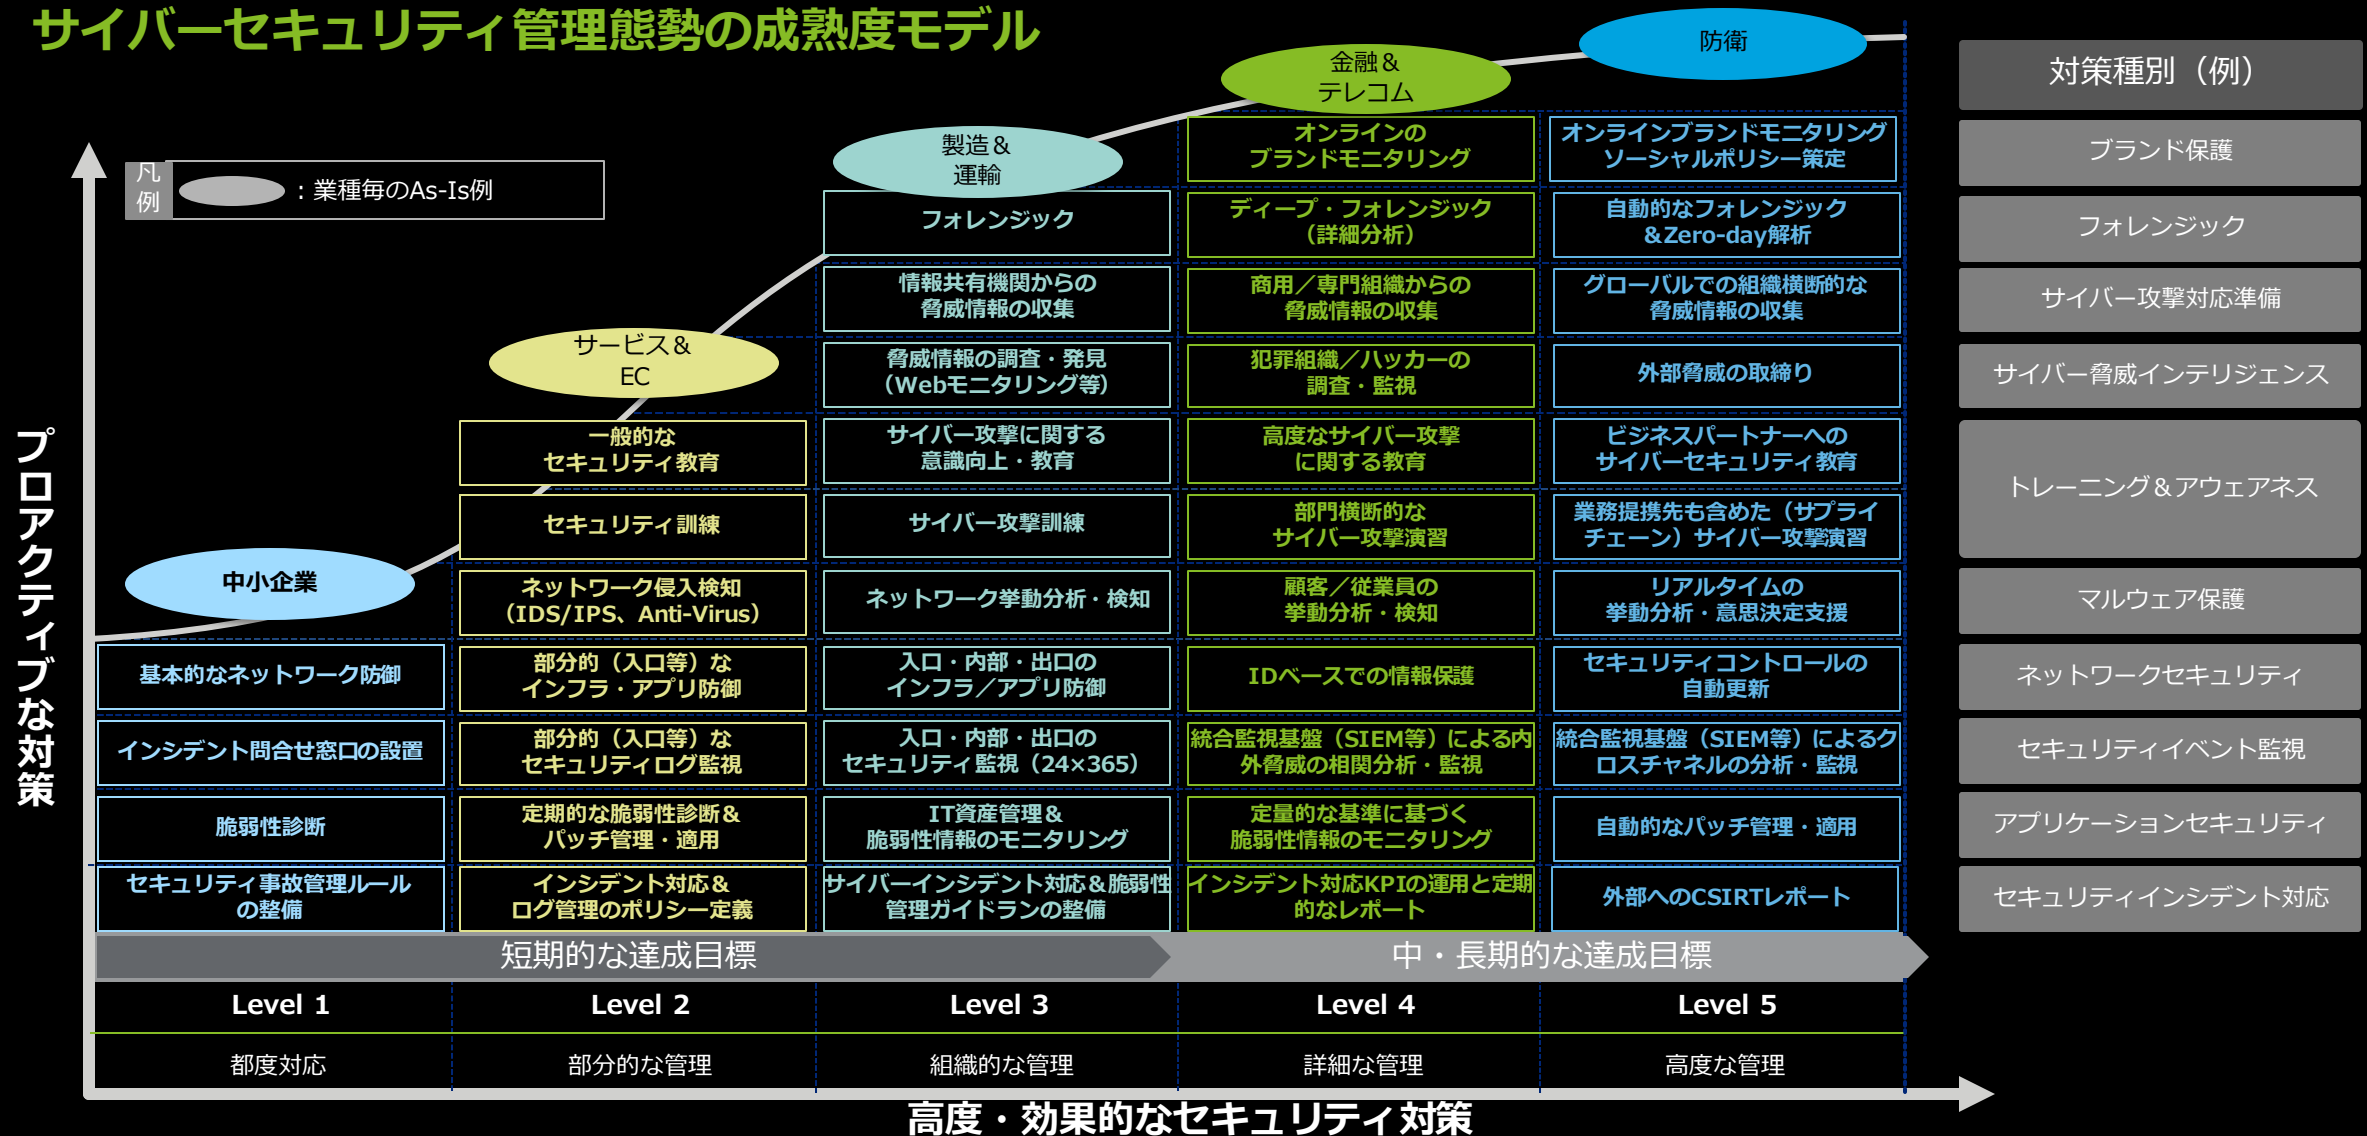 サイバーセキュリティ管理態勢の成熟度モデル
防衛
金融＆
テレコム
製造＆
運輸
サービス＆
EC
中小企業
凡
例
：業種毎のAs-Is例
プロアクティブな対策
対策種別（例）
オンラインの
ブランドモニタリング
オンラインブランドモニタリング
ソーシャルポリシー策定
ブランド保護
フォレンジック
ディープ・フォレンジック
（詳細分析）
自動的なフォレンジック
＆Zero-day解析
フォレンジック
情報共有機関からの
脅威情報の収集
商用／専門組織からの
脅威情報の収集
グローバルでの組織横断的な
脅威情報の収集
サイバー攻撃対応準備
脅威情報の調査・発見
（Webモニタリング等）
犯罪組織／ハッカーの
調査・監視
外部脅威の取締り
サイバー脅威インテリジェンス
一般的な
セキュリティ教育
サイバー攻撃に関する
意識向上・教育
高度なサイバー攻撃
に関する教育
ビジネスパートナーへの
サイバーセキュリティ教育
トレーニング＆アウェアネス
セキュリティ訓練
サイバー攻撃訓練
部門横断的な
サイバー攻撃演習
業務提携先も含めた（サプライ
チェーン）サイバー攻撃演習
ネットワーク侵入検知
（IDS/IPS、Anti-Virus）
ネットワーク挙動分析・検知
顧客／従業員の
挙動分析・検知
リアルタイムの
挙動分析・意思決定支援
マルウェア保護
基本的なネットワーク防御
部分的（入口等）な
インフラ・アプリ防御
入口・内部・出口の
インフラ／アプリ防御
IDベースでの情報保護
セキュリティコントロールの
自動更新
ネットワークセキュリティ
インシデント問合せ窓口の設置
部分的（入口等）な
セキュリティログ監視
入口・内部・出口の
セキュリティ監視（24×365）
統合監視基盤（SIEM等）による内
外脅威の相関分析・監視
統合監視基盤（SIEM等）によるク
ロスチャネルの分析・監視
セキュリティイベント監視
脆弱性診断
定期的な脆弱性診断＆
パッチ管理・適用
IT資産管理＆
脆弱性情報のモニタリング
定量的な基準に基づく
脆弱性情報のモニタリング
自動的なパッチ管理・適用
アプリケーションセキュリティ
セキュリティ事故管理ルール
の整備
インシデント対応＆
ログ管理のポリシー定義
サイバーインシデント対応＆脆弱性
管理ガイドランの整備
インシデント対応KPIの運用と定期
的なレポート
外部へのCSIRTレポート
セキュリティインシデント対応
短期的な達成目標
中・長期的な達成目標
Level 1
Level 2
Level 3
Level 4
Level 5
都度対応
部分的な管理
組織的な管理
詳細な管理
高度な管理
高度・効果的なセキュリティ対策